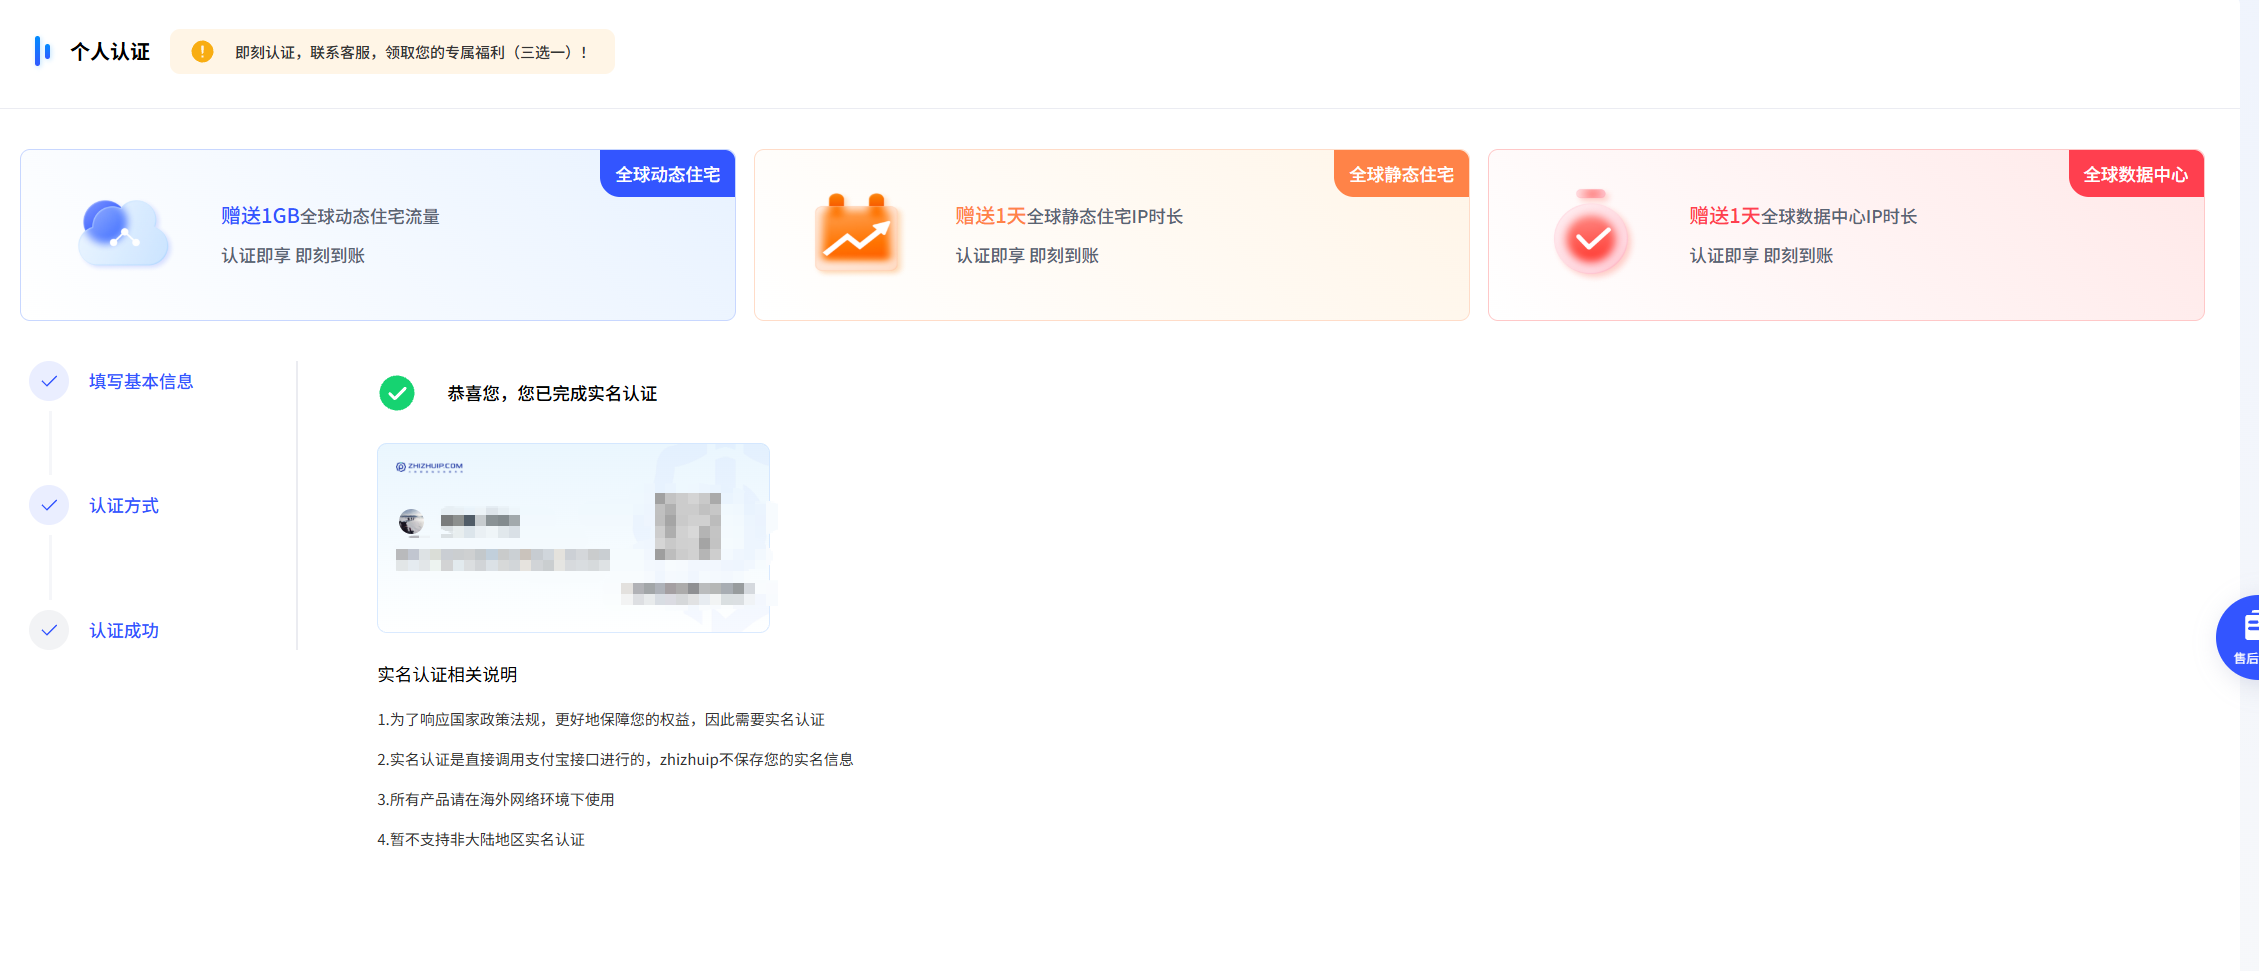 个人认证
即刻认证，联系客服，领取您的专属福利（三选一）！
全球动态住宅
赠送1GB全球动态住宅流量
认证即享 即刻到账
全球静态住宅
赠送1天全球静态住宅IP时长
认证即享 即刻到账
全球数据中心
赠送1天全球数据中心IP时长
认证即享 即刻到账
填写基本信息
认证方式
认证成功
恭喜您，您已完成实名认证
ZHIZHUIP.COM
实名认证相关说明
1.为了响应国家政策法规，更好地保障您的权益，因此需要实名认证
2.实名认证是直接调用支付宝接口进行的，zhizhuip不保存您的实名信息
3.所有产品请在海外网络环境下使用
4.暂不支持非大陆地区实名认证
售后